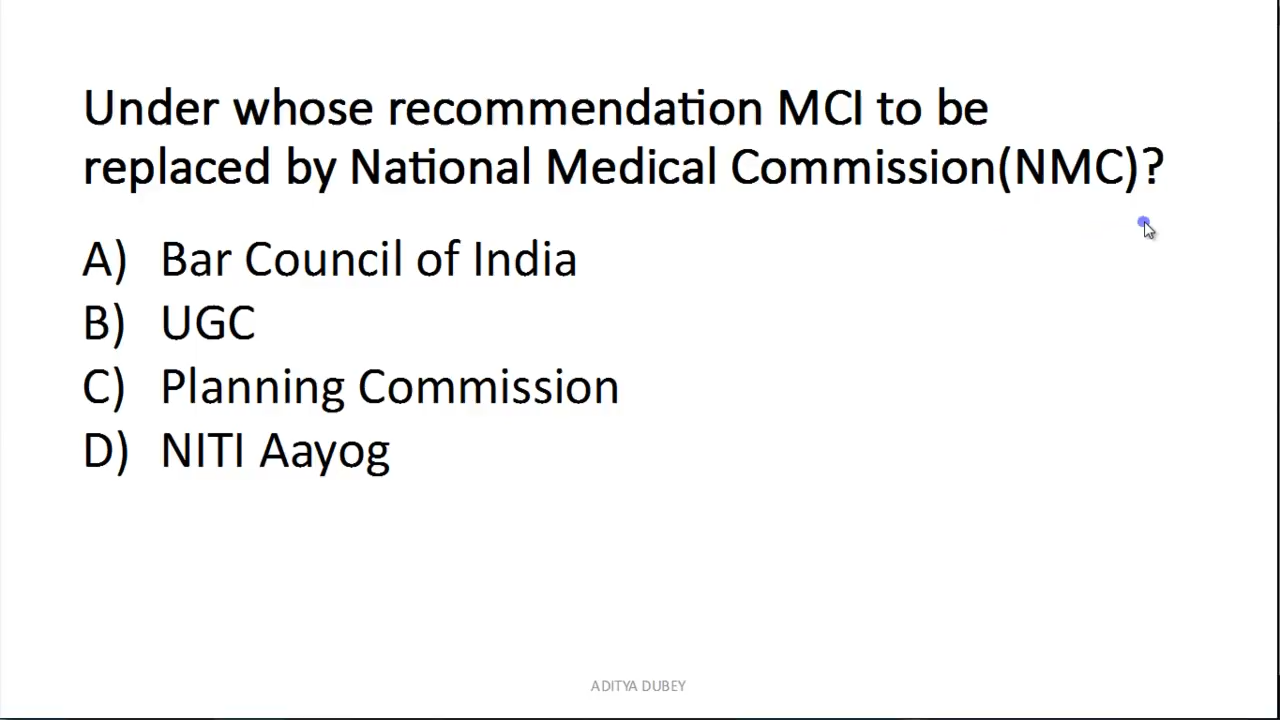 Under whose recommendation MCI to be
replaced by National Medical Commission(NMC)?
A) Bar Council of India
B) UGC
C) Planning Commission
D) NITI Aayog
ADITYA DUBEY